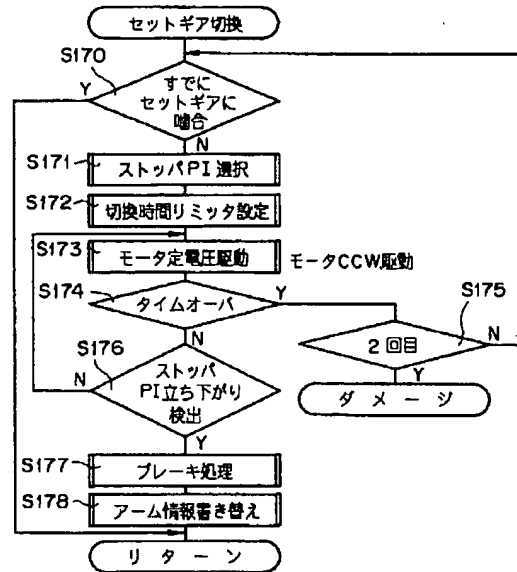 セットギア切換
S170
Y
すでに
セットギアに
噛合
N
S171
ストッパPI選択
S172
切換時間リミッタ設定
S173
モータ定電圧駆動
モータCCW駆動
S174
タイムオーバ
Y
S175
N
2回目
N
Y
S176
ストッパ
PI立ち下がり
検出
N
Y
ダメージ
S177
ブレーキ処理
S178
アーム情報書き替え
リターン